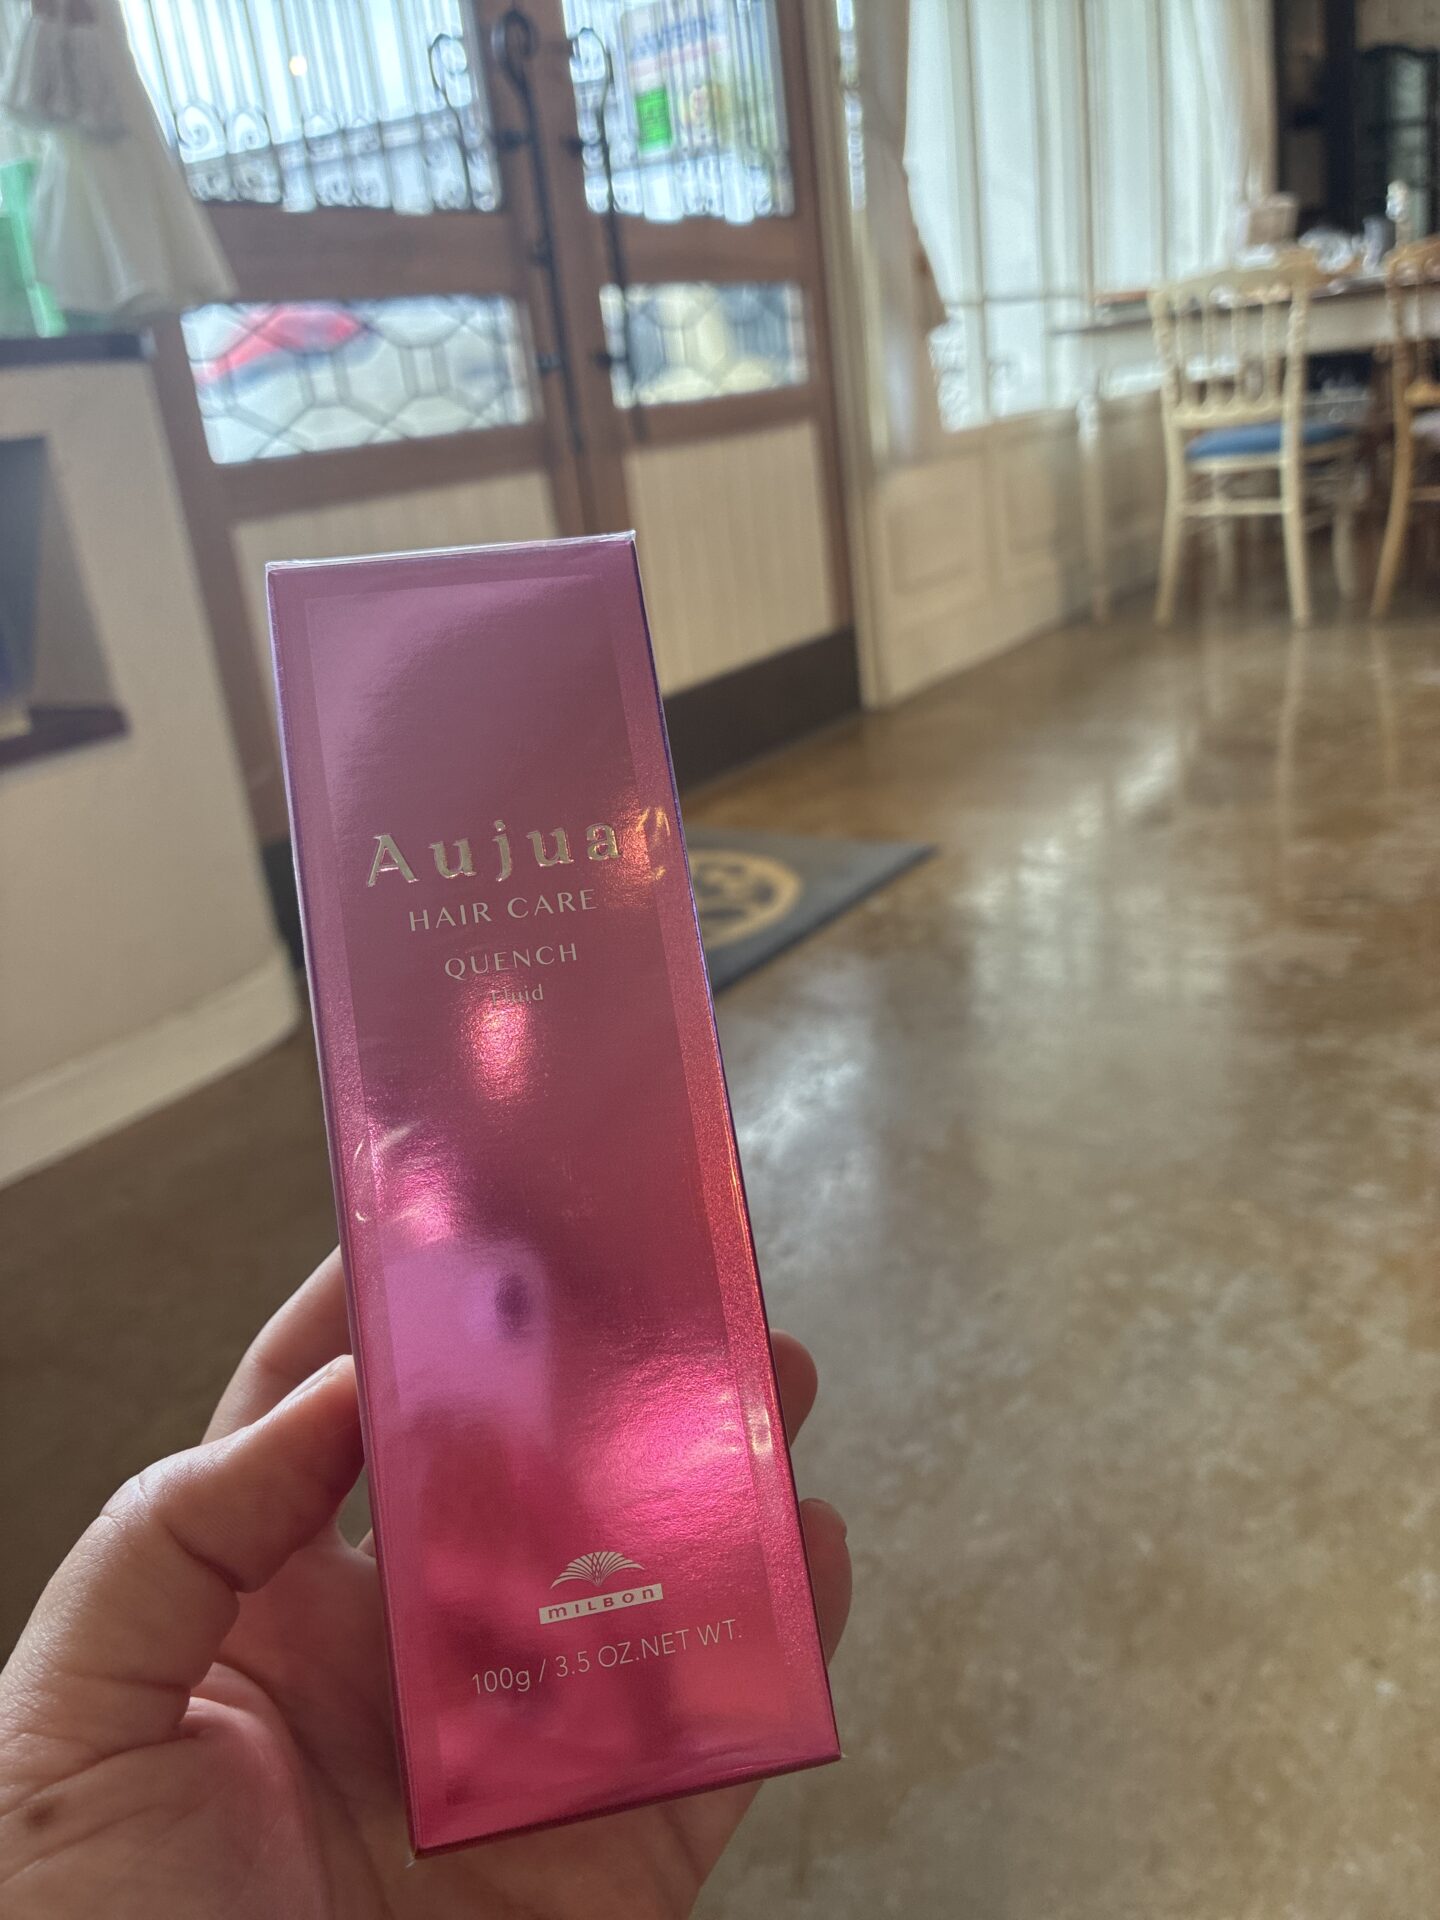 Aujua
HAIR CARE
QUENCH
Fluid
MILBON
100g / 3.5 OZ.NET WT.